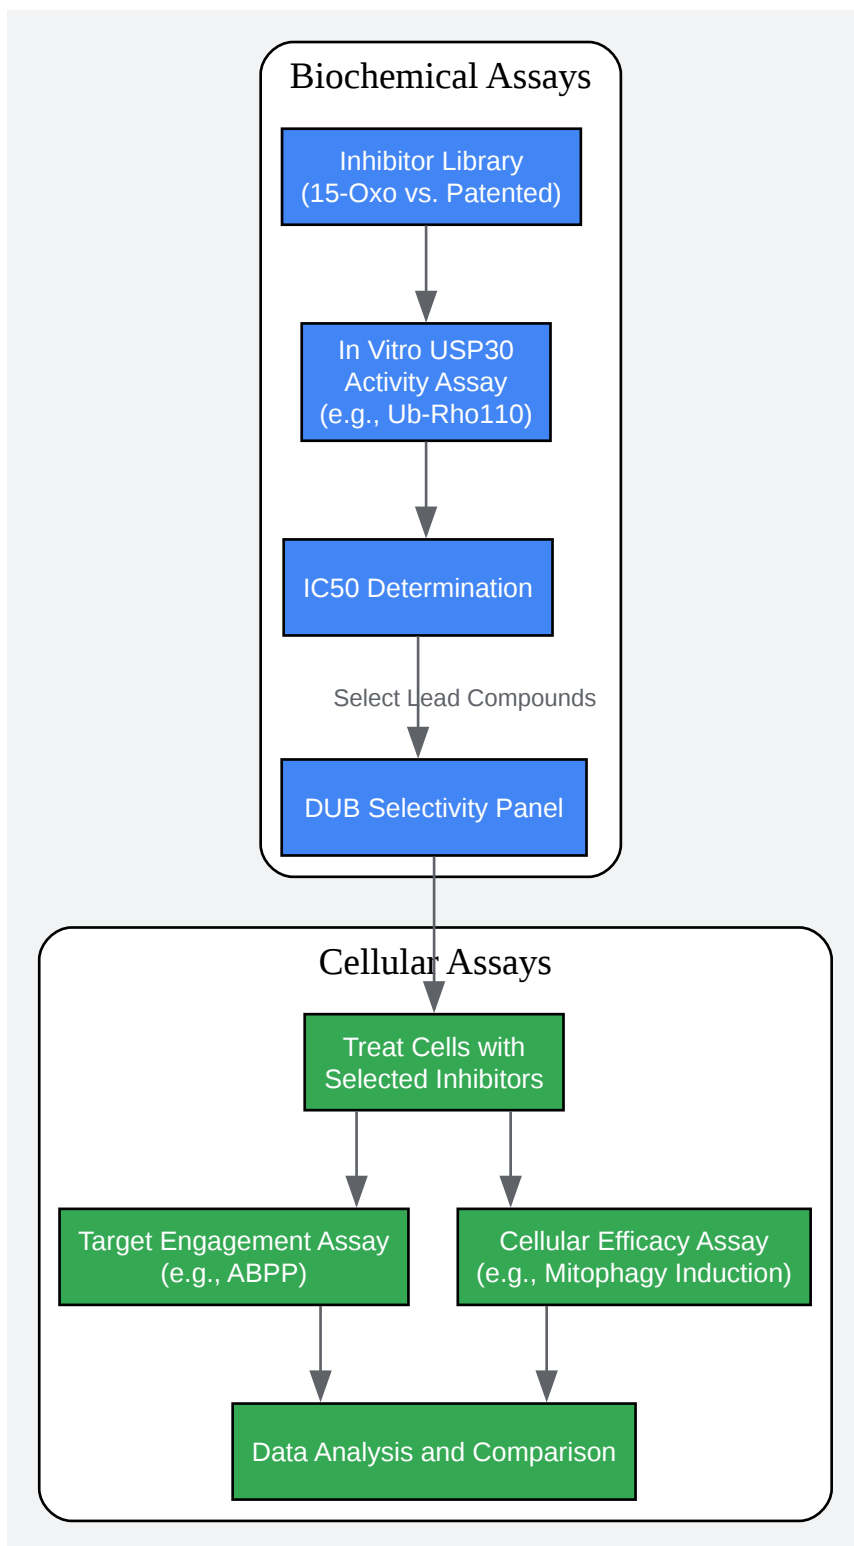 Biochemical Assays
Inhibitor Library
(15-Oxo vs. Patented)
In Vitro USP30
Activity Assay
(e.g., Ub-Rho110)
IC50 Determination
Select Lead Compounds
DUB Selectivity Panel
Cellular Assays
Treat Cells with
Selected Inhibitors
Target Engagement Assay
(e.g., ABPP)
Cellular Efficacy Assay
(e.g., Mitophagy Induction)
Data Analysis and Comparison